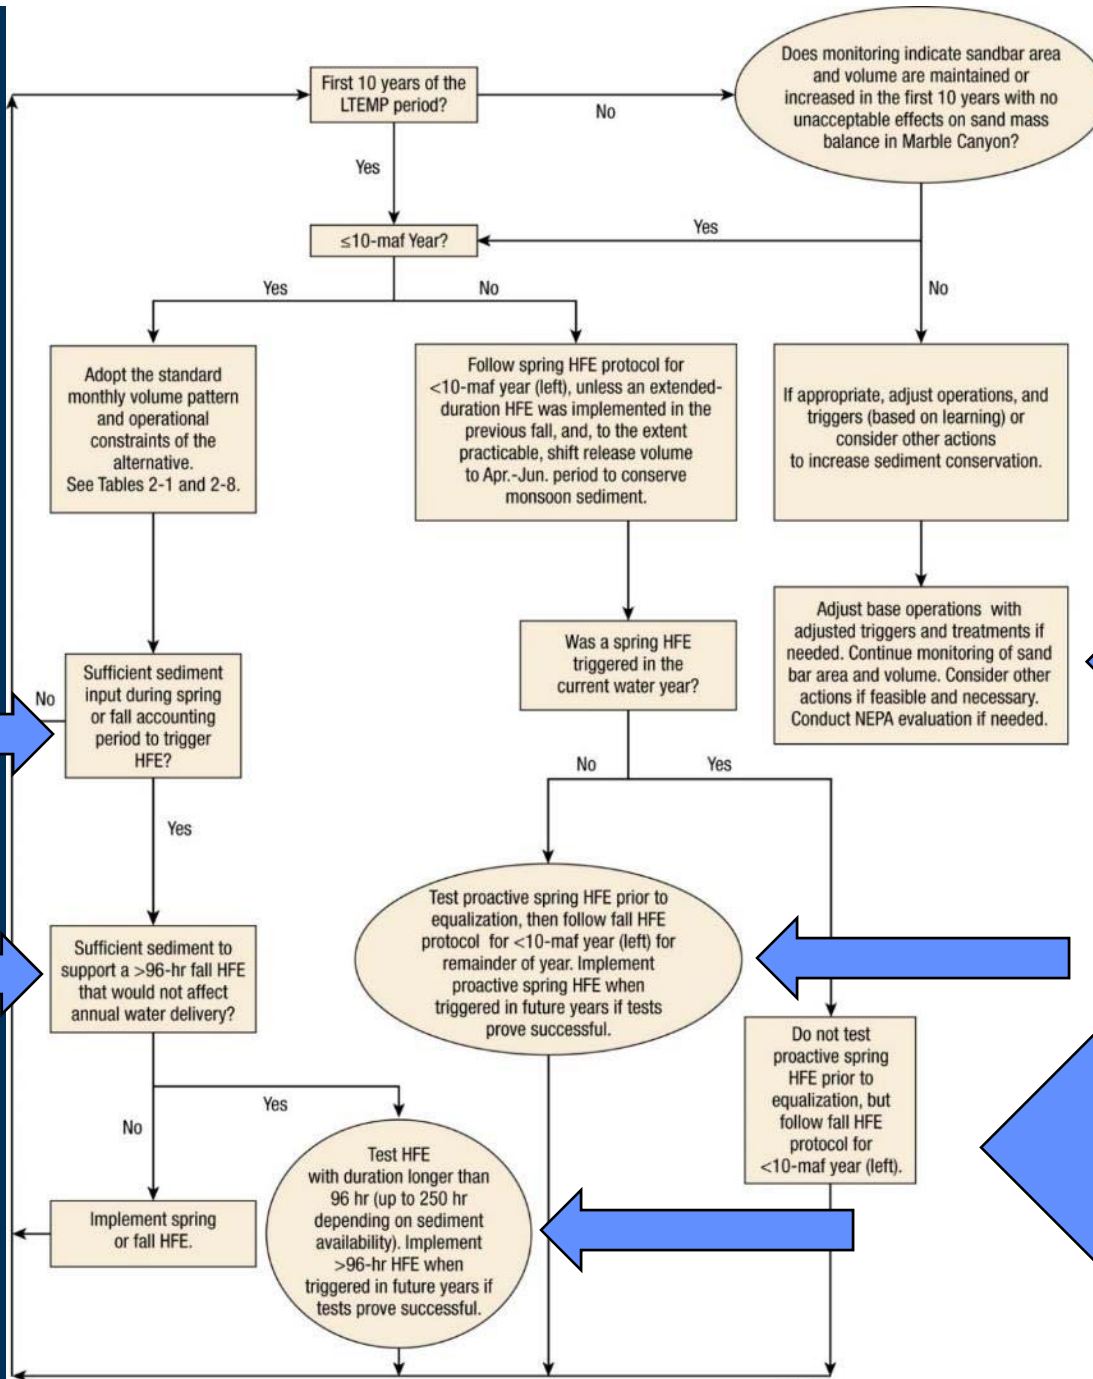 First 10 years of the
LTEMP period?
No
Does monitoring indicate sandbar area
and volume are maintained or
increased in the first 10 years with no
unacceptable effects on sand mass
balance in Marble Canyon?
Yes
≤10-maf Year?
Yes
Yes
No
No
Adopt the standard
monthly volume pattern
and operational
constraints of the
alternative.
See Tables 2-1 and 2-8.
Follow spring HFE protocol for
<10-maf year (left), unless an extended-
duration HFE was implemented in the
previous fall, and, to the extent
practicable, shift release volume
to Apr.-Jun. period to conserve
monsoon sediment.
If appropriate, adjust operations, and
triggers (based on learning) or
consider other actions
to increase sediment conservation.
Sufficient sediment
input during spring
or fall accounting
period to trigger
HFE?
No
Was a spring HFE
triggered in the
current water year?
Adjust base operations with
adjusted triggers and treatments if
needed. Continue monitoring of sand
bar area and volume. Consider other
actions if feasible and necessary.
Conduct NEPA evaluation if needed.
No
Yes
Yes
Sufficient sediment to
support a >96-hr fall HFE
that would not affect
annual water delivery?
Test proactive spring HFE prior to
equalization, then follow fall HFE
protocol for <10-maf year (left) for
remainder of year. Implement
proactive spring HFE when
triggered in future years if tests
prove successful.
Do not test
proactive spring
HFE prior to
equalization, but
follow fall HFE
protocol for
<10-maf year (left).
No
Yes
Implement spring
or fall HFE.
Test HFE
with duration longer than
96 hr (up to 250 hr
depending on sediment
availability). Implement
>96-hr HFE when
triggered in future years if
tests prove successful.